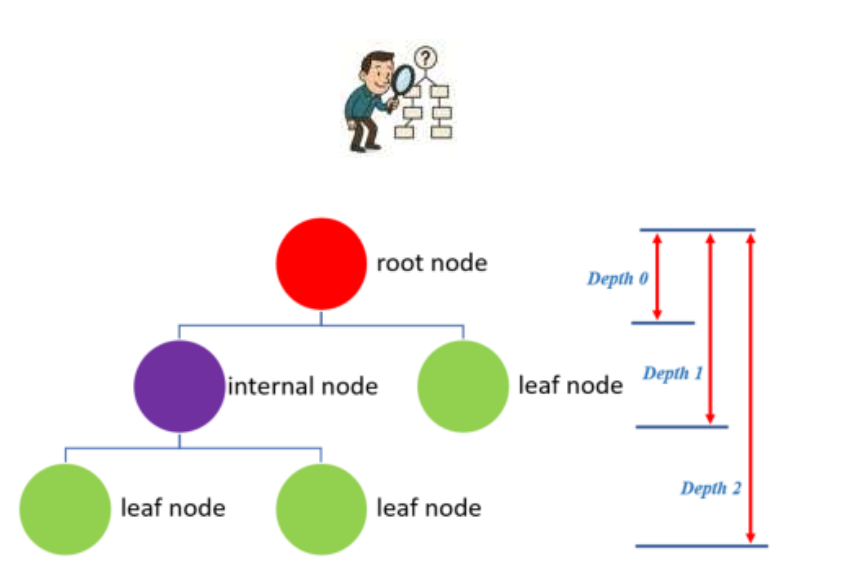 ?
root node
Depth 0
internal node
leaf node
Depth 1
leaf node
leaf node
Depth 2